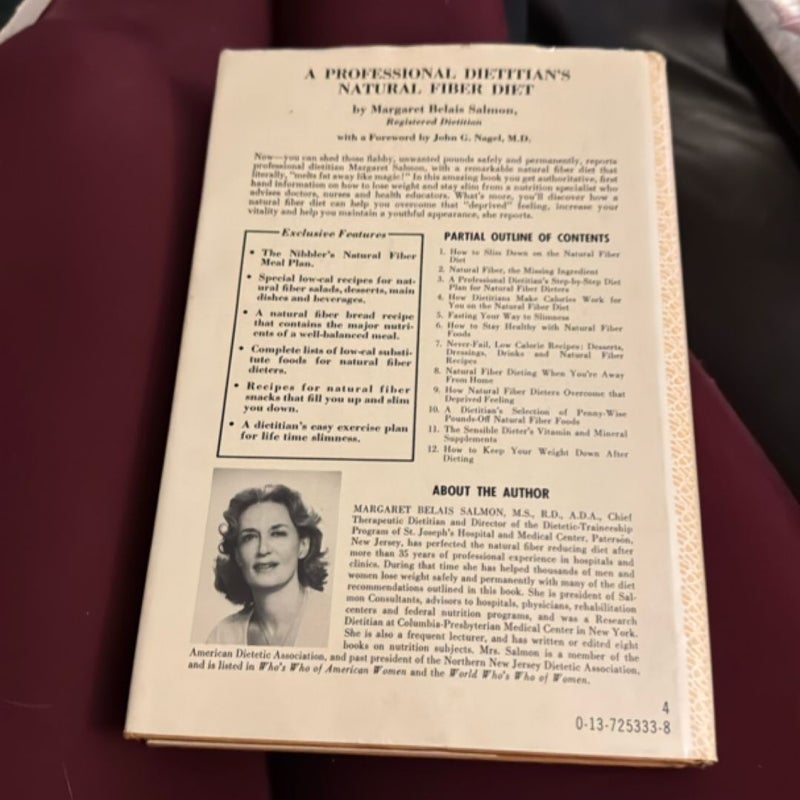 A PROFESSIONAL DIETITIAN'S
NATURAL FIBER DIET
by Margaret Belais Salmon,
Registered Dietitian
with a Foreword by John G. Nagel, M.D.
Now—you can shed those flabby, unwanted pounds safely and permanently, reports
professional dietitian Margaret Salmon, with a remarkable natural fiber diet that
literally, "melts fat away like magic!" In this amazing book you get authoritative, first
hand information on how to lose weight and stay slim from a nutrition specialist who
advises doctors, nurses and health educators. What's more, you'll discover how a
natural fiber diet can help you overcome that "deprived" feeling, increase your
vitality and help you maintain a youthful appearance, she reports.
Exclusive Features
• The Nibbler's Natural Fiber
Meal Plan.
• Special low-cal recipes for nat-
ural fiber salads, desserts, main
dishes and beverages.
• A natural fiber bread recipe
that contains the major nutri-
ents of a well-balanced meal.
• Complete lists of low-cal substi-
tute foods for natural fiber
dieters.
• Recipes for natural fiber
snacks that fill you up and slim
you down.
• A dietitian's easy exercise plan
for life time slimness.
PARTIAL OUTLINE OF CONTENTS
1. How to Slim Down on the Natural Fiber
Diet
2. Natural Fiber, the Missing Ingredient
3. A Professional Dietitian's Step-by-Step Diet
Plan for Natural Fiber Dieters
4. How Dietitians Make Calories Work for
You on the Natural Fiber Diet
5. Fasting Your Way to Slimness
6. How to Stay Healthy with Natural Fiber
Foods
7. Never-Fail, Low Calorie Recipes: Desserts,
Dressings, Drinks and Natural Fiber
Recipes
8. Natural Fiber Dieting When You're Away
From Home
9. How Natural Fiber Dieters Overcome that
Deprived Feeling
10. A Dietitian's Selection of Penny-Wise
Pounds-Off Natural Fiber Foods
11. The Sensible Dieter's Vitamin and Mineral
Supplements
12. How to Keep Your Weight Down After
Dieting
ABOUT THE AUTHOR
MARGARET BELAIS SALMON, M.S., R.D., A.D.A., Chief
Therapeutic Dietitian and Director of the Dietetic-Traineeship
Program of St. Joseph's Hospital and Medical Center, Paterson,
New Jersey, has perfected the natural fiber reducing diet after
more than 35 years of professional experience in hospitals and
clinics. During that time she has helped thousands of men and
women lose weight safely and permanently with many of the diet
recommendations outlined in this book. She is president of Sal-
mon Consultants, advisors to hospitals, physicians, rehabilitation
centers and federal nutrition programs, and was a Research
Dietitian at Columbia-Presbyterian Medical Center in New York.
She is also a frequent lecturer, and has written or edited eight
books on nutrition subjects. Mrs. Salmon is a member of the
American Dietetic Association, and past president of the Northern New Jersey Dietetic Association,
and is listed in Who's Who of American Women and the World Who's Who of Women.
4
0-13-725333-8